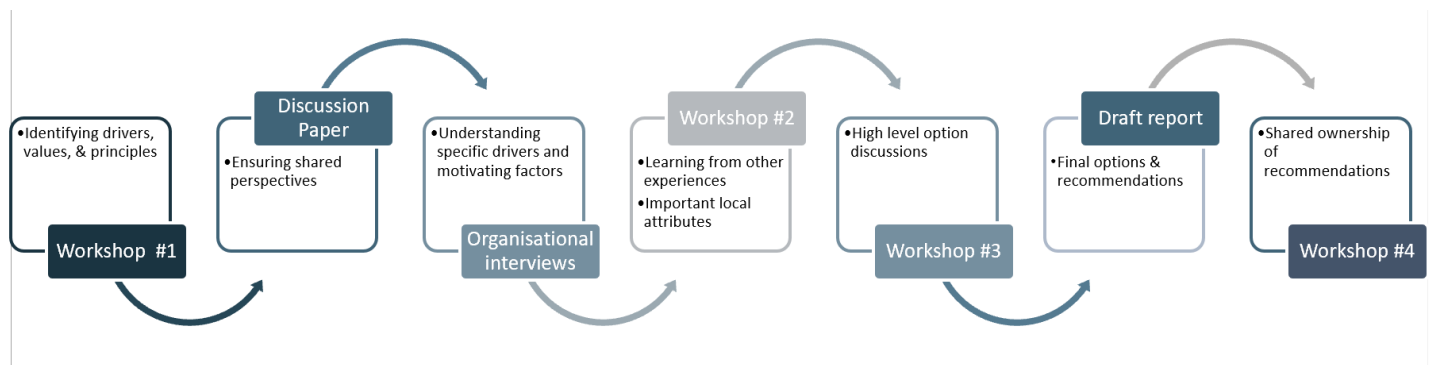 •Identifying drivers,
values, & principles
Workshop #1
Discussion
Paper
•Ensuring shared
perspectives
•Understanding
specific drivers and
motivating factors
Organisational
interviews
Workshop #2
•Learning from other
experiences
•Important local
attributes
•High level option
discussions
Workshop #3
Draft report
•Final options &
recommendations
•Shared ownership
of
recommendations
Workshop #4